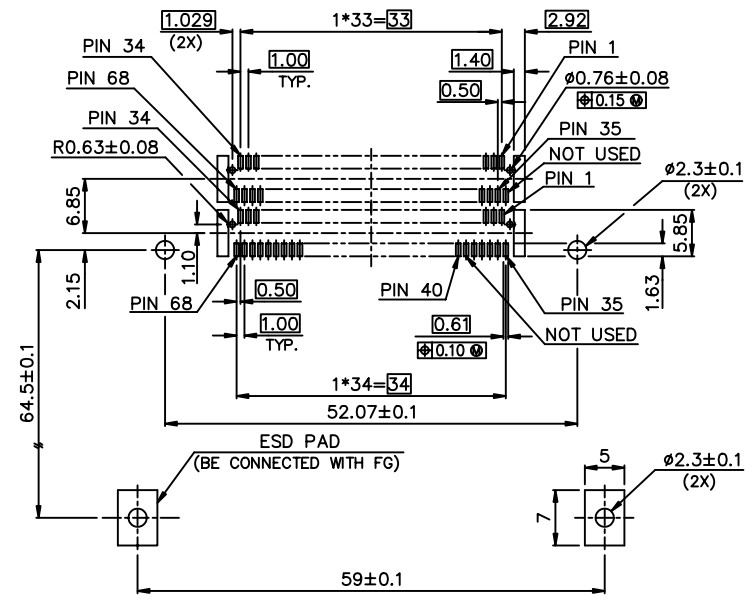 1.029
(2X)
1*33=33
2.92
PIN 34
1.00
TYP.
1.40
PIN 1
PIN 68
ø0.76±0.08
0.50
⌖ 0.15 Ⓜ
PIN 34
PIN 35
R0.63±0.08
NOT USED
ø2.3±0.1
(2X)
PIN 1
6.85
5.85
1.10
2.15
1.63
PIN 68
0.50
PIN 40
PIN 35
1.00
TYP.
0.61
NOT USED
⌖ 0.10 Ⓜ
1*34=34
64.5±0.1
52.07±0.1
ESD PAD
(BE CONNECTED WITH FG)
5
ø2.3±0.1
(2X)
7
59±0.1